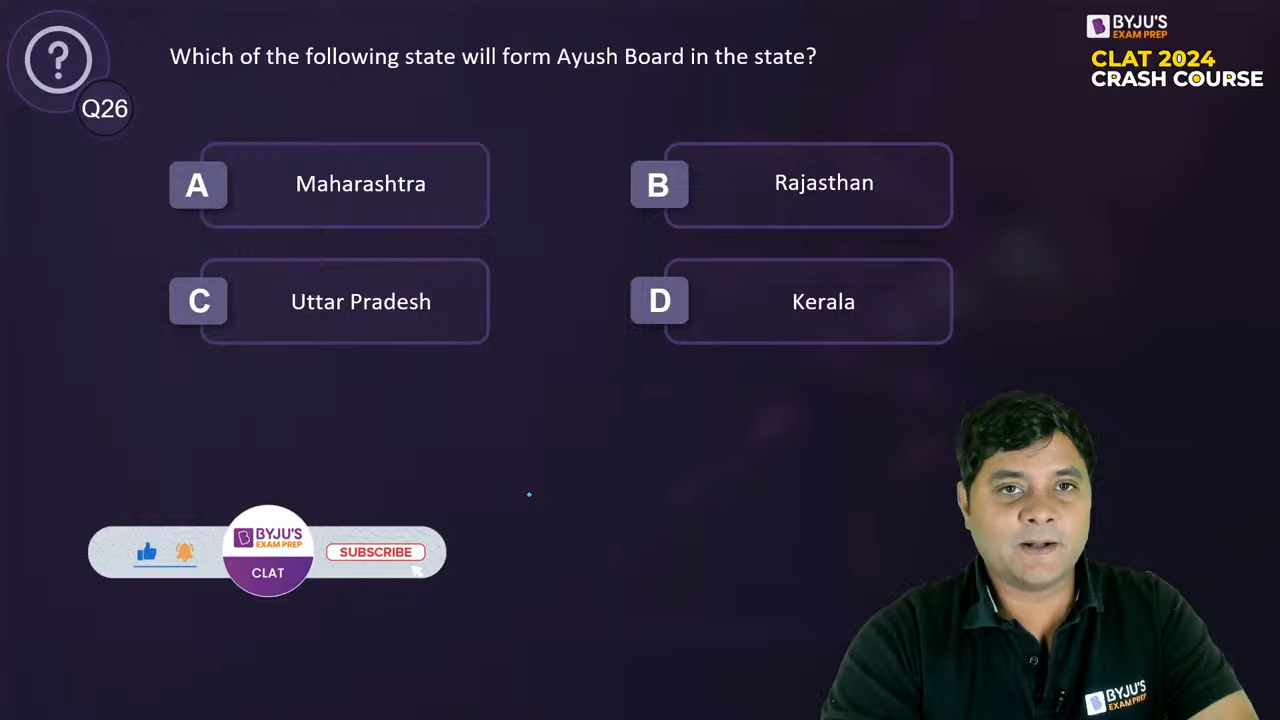 ?
Q26
Which of the following state will form Ayush Board in the state?
BYJU'S
EXAM PREP
CLAT 2024
CRASH COURSE
A
Maharashtra
B
Rajasthan
C
Uttar Pradesh
D
Kerala
BYJU'S
EXAM PREP
CLAT
SUBSCRIBE
BYJU'S
EXAM PREP